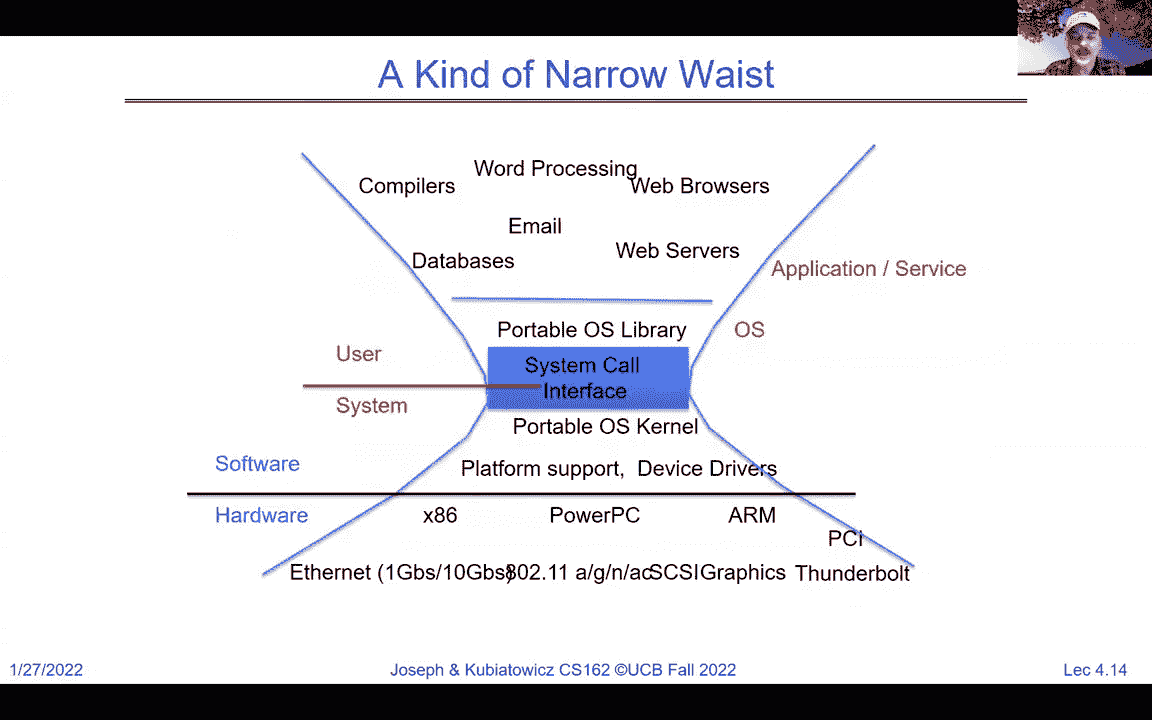 A Kind of Narrow Waist
Word Processing
Compilers
Web Browsers
Email
Web Servers
Databases
Application / Service
Portable OS Library
OS
User
System Call
Interface
System
Portable OS Kernel
Software
Platform support, Device Drivers
Hardware
x86
PowerPC
ARM
PCI
Ethernet (1Gbs/10Gbs)
802.11 a/g/n/ac
SCSI
Graphics
Thunderbolt
1/27/2022
Joseph & Kubiatowicz CS162 ©UCB Fall 2022
Lec 4.14